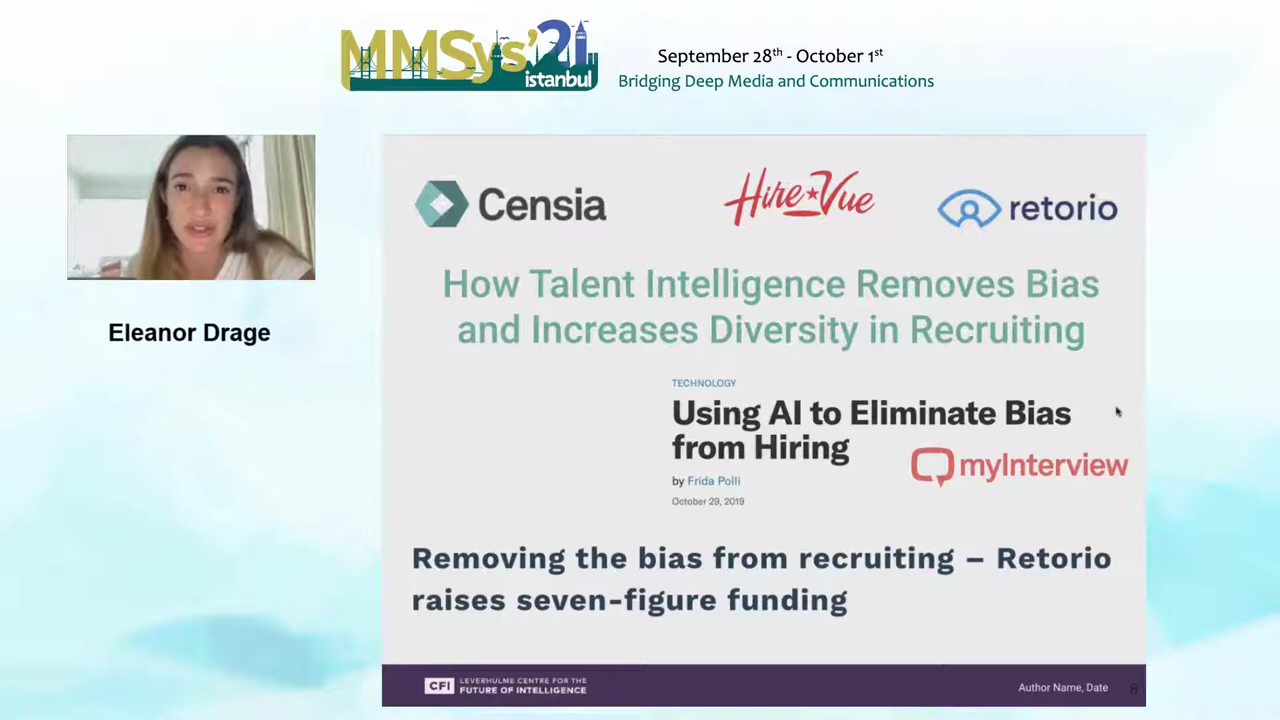 MMSys'21
istanbul
September 28th - October 1st
Bridging Deep Media and Communications
Eleanor Drage
Censia
Hire Vue
retorio
How Talent Intelligence Removes Bias
and Increases Diversity in Recruiting
TECHNOLOGY
Using AI to Eliminate Bias
from Hiring
by Frida Polli
October 29, 2019
myInterview
Removing the bias from recruiting – Retorio
raises seven-figure funding
CFI
LEVERHULME CENTRE FOR THE
FUTURE OF INTELLIGENCE
Author Name, Date
8